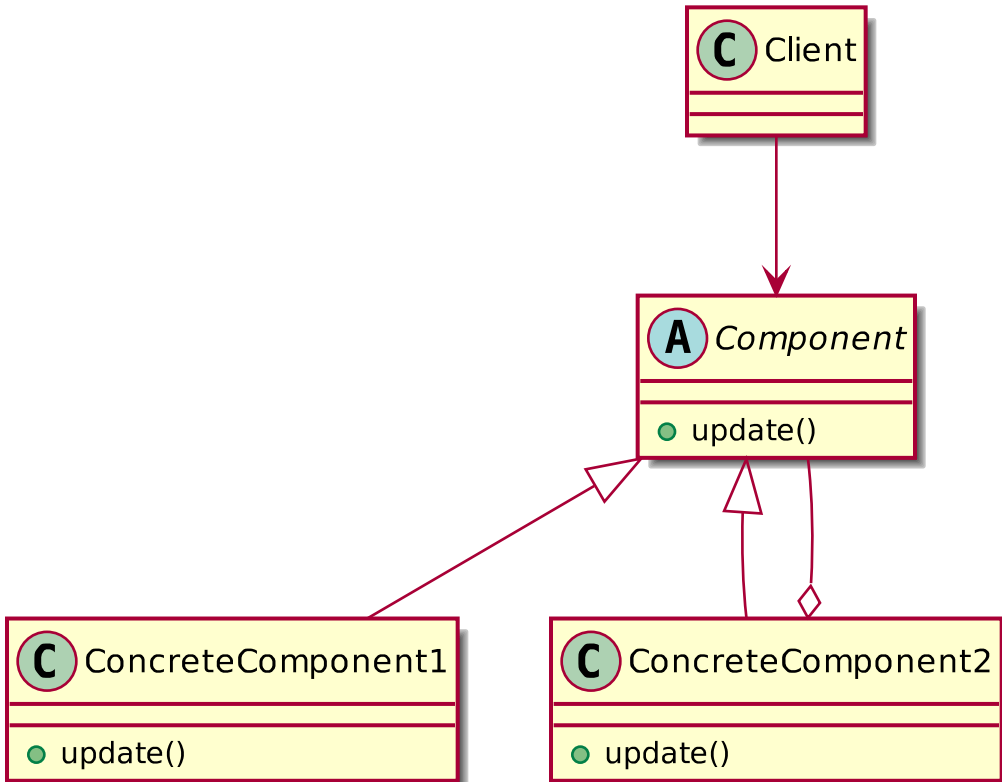 C Client
A Component
update()
C ConcreteComponent1
update()
C ConcreteComponent2
update()